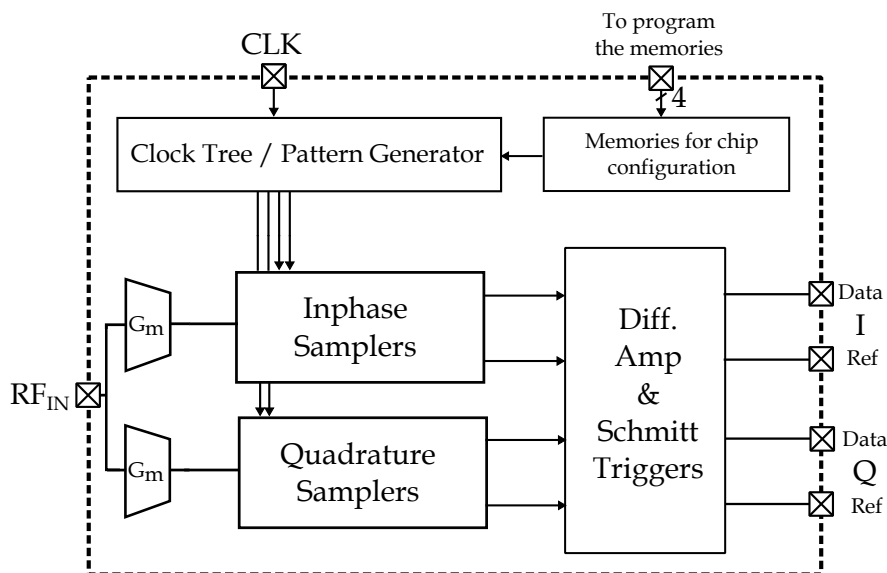 CLK
To program
the memories
4
Clock Tree / Pattern Generator
Memories for chip
configuration
Gm
Inphase
Samplers
Diff.
Amp
&
Schmitt
Triggers
Data
I
Ref
RFIN
Gm
Quadrature
Samplers
Data
Q
Ref